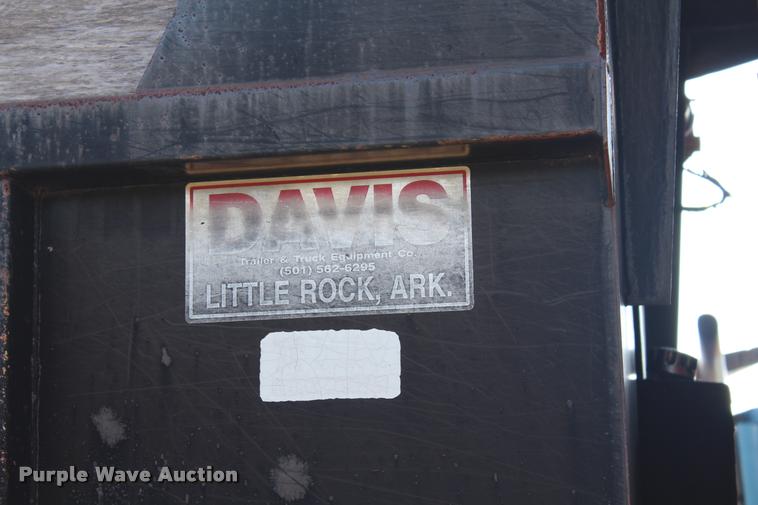 DAVIS
Trailer & Truck Equipment Co.
(501) 562-6295
LITTLE ROCK, ARK.
Purple Wave Auction